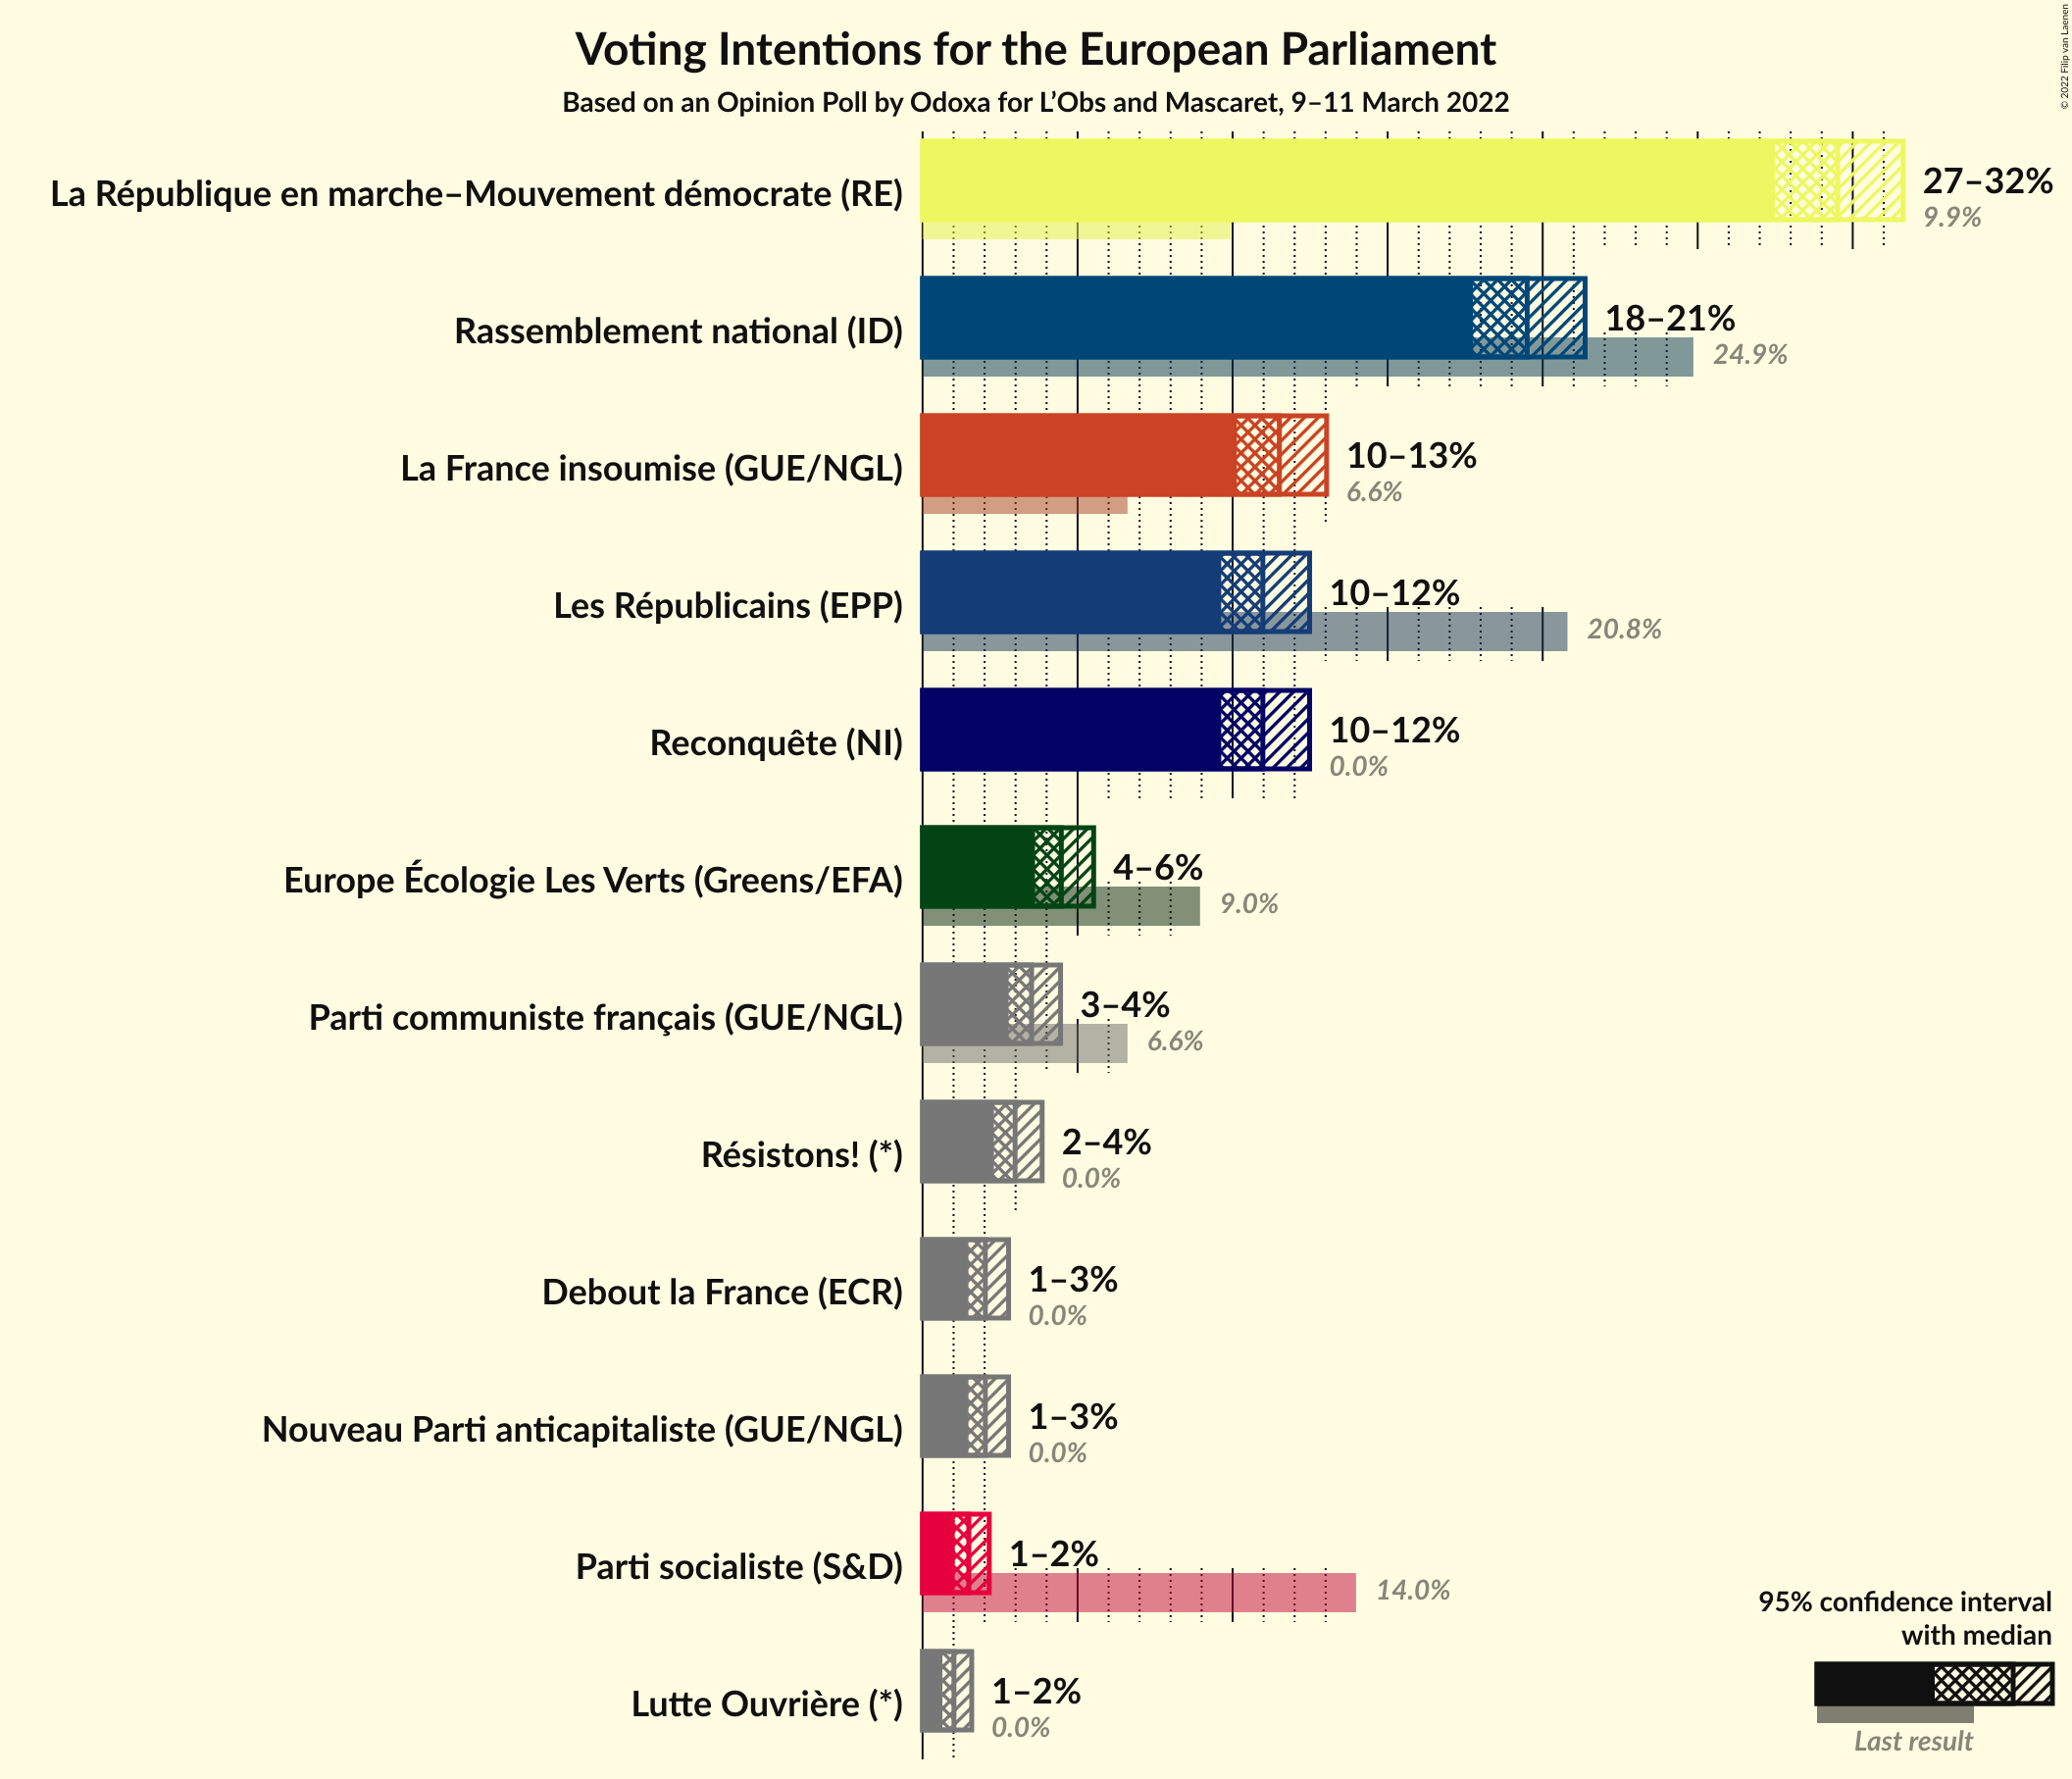 Voting Intentions for the European Parliament
Based on an Opinion Poll by Odoxa for L’Obs and Mascaret, 9–11 March 2022
© 2022 Filip van Laenen
La République en marche–Mouvement démocrate (RE)
27–32%
9.9%
Rassemblement national (ID)
18–21%
24.9%
La France insoumise (GUE/NGL)
10–13%
6.6%
Les Républicains (EPP)
10–12%
20.8%
Reconquête (NI)
10–12%
0.0%
Europe Écologie Les Verts (Greens/EFA)
4–6%
9.0%
Parti communiste français (GUE/NGL)
3–4%
6.6%
Résistons! (*)
2–4%
0.0%
Debout la France (ECR)
1–3%
0.0%
Nouveau Parti anticapitaliste (GUE/NGL)
1–3%
0.0%
Parti socialiste (S&D)
1–2%
14.0%
Lutte Ouvrière (*)
1–2%
0.0%
95% confidence interval
with median
Last result